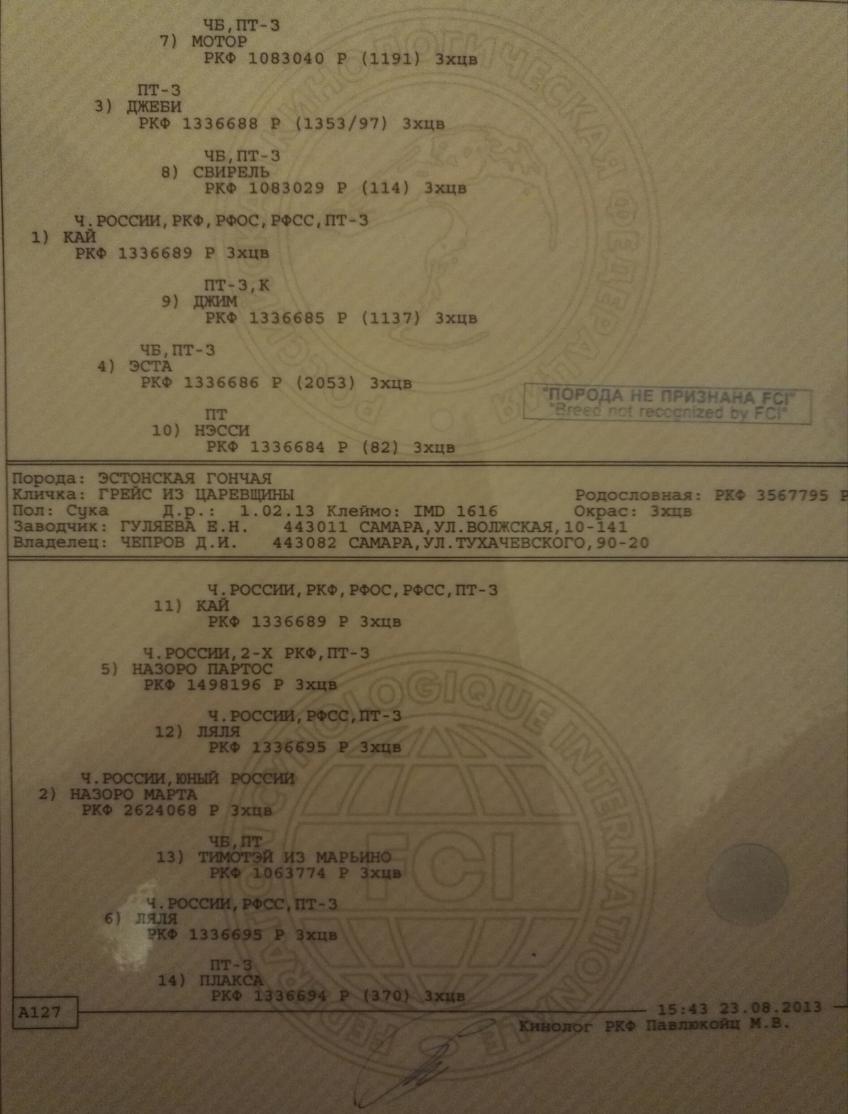 ЧБ,ПТ-3
7) МОТОР
РКФ 1083040 Р (1191) 3хцв
ПТ-3
3) ДЖЕБИ
РКФ 1336688 Р (1353/97) 3хцв
ЧБ,ПТ-3
8) СВИРЕЛЬ
РКФ 1083029 Р (114) 3хцв
Ч.РОССИИ,РКФ,РФОС,РФСС,ПТ-3
1) КАЙ
РКФ 1336689 Р 3хцв
ПТ-3,К
9) ДЖИМ
РКФ 1336685 Р (1137) 3хцв
ЧБ,ПТ-3
4) ЭСТА
РКФ 1336686 Р (2053) 3хцв
"ПОРОДА НЕ ПРИЗНАНА FCI"
"Breed not recognized by FCI"
ПТ
10) НЭССИ
РКФ 1336684 Р (82) 3хцв
Порода: ЭСТОНСКАЯ ГОНЧАЯ
Кличка: ГРЕЙС ИЗ ЦАРЕВЩИНЫ Родословная: РКФ 3567795 Р
Пол: Сука Д.р.: 1.02.13 Клеймо: IMD 1616 Окрас: 3хцв
Заводчик: ГУЛЯЕВА Е.Н. 443011 САМАРА,УЛ.ВОЛЖСКАЯ,10-141
Владелец: ЧЕПРОВ Д.И. 443082 САМАРА,УЛ.ТУХАЧЕВСКОГО,90-20
Ч.РОССИИ,РКФ,РФОС,РФСС,ПТ-3
11) КАЙ
РКФ 1336689 Р 3хцв
Ч.РОССИИ,2-Х РКФ,ПТ-3
5) НАЗОРО ПАРТОС
РКФ 1498196 Р 3хцв
Ч.РОССИИ,РФСС,ПТ-3
12) ЛЯЛЯ
РКФ 1336695 Р 3хцв
Ч.РОССИИ,ЮНЫЙ РОССИИ
2) НАЗОРО МАРТА
РКФ 2624068 Р 3хцв
ЧБ,ПТ
13) ТИМОТЭЙ ИЗ МАРЬИНО
РКФ 1063774 Р 3хцв
FCI
Ч.РОССИИ,РФСС,ПТ-3
6) ЛЯЛЯ
РКФ 1336695 Р 3хцв
ПТ-3
14) ПЛАКСА
РКФ 1336694 Р (370) 3хцв
А127
15:43 23.08.2013
Кинолог РКФ Павлюкойц М.В.